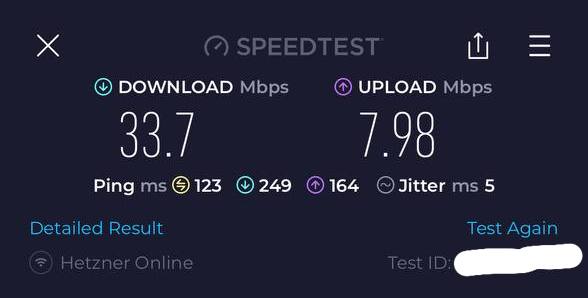 SPEEDTEST
DOWNLOAD Mbps UPLOAD Mbps
33.7 7.98
Ping ms 123 249 164 Jitter ms 5
Detailed Result Test Again
Hetzner Online Test ID: